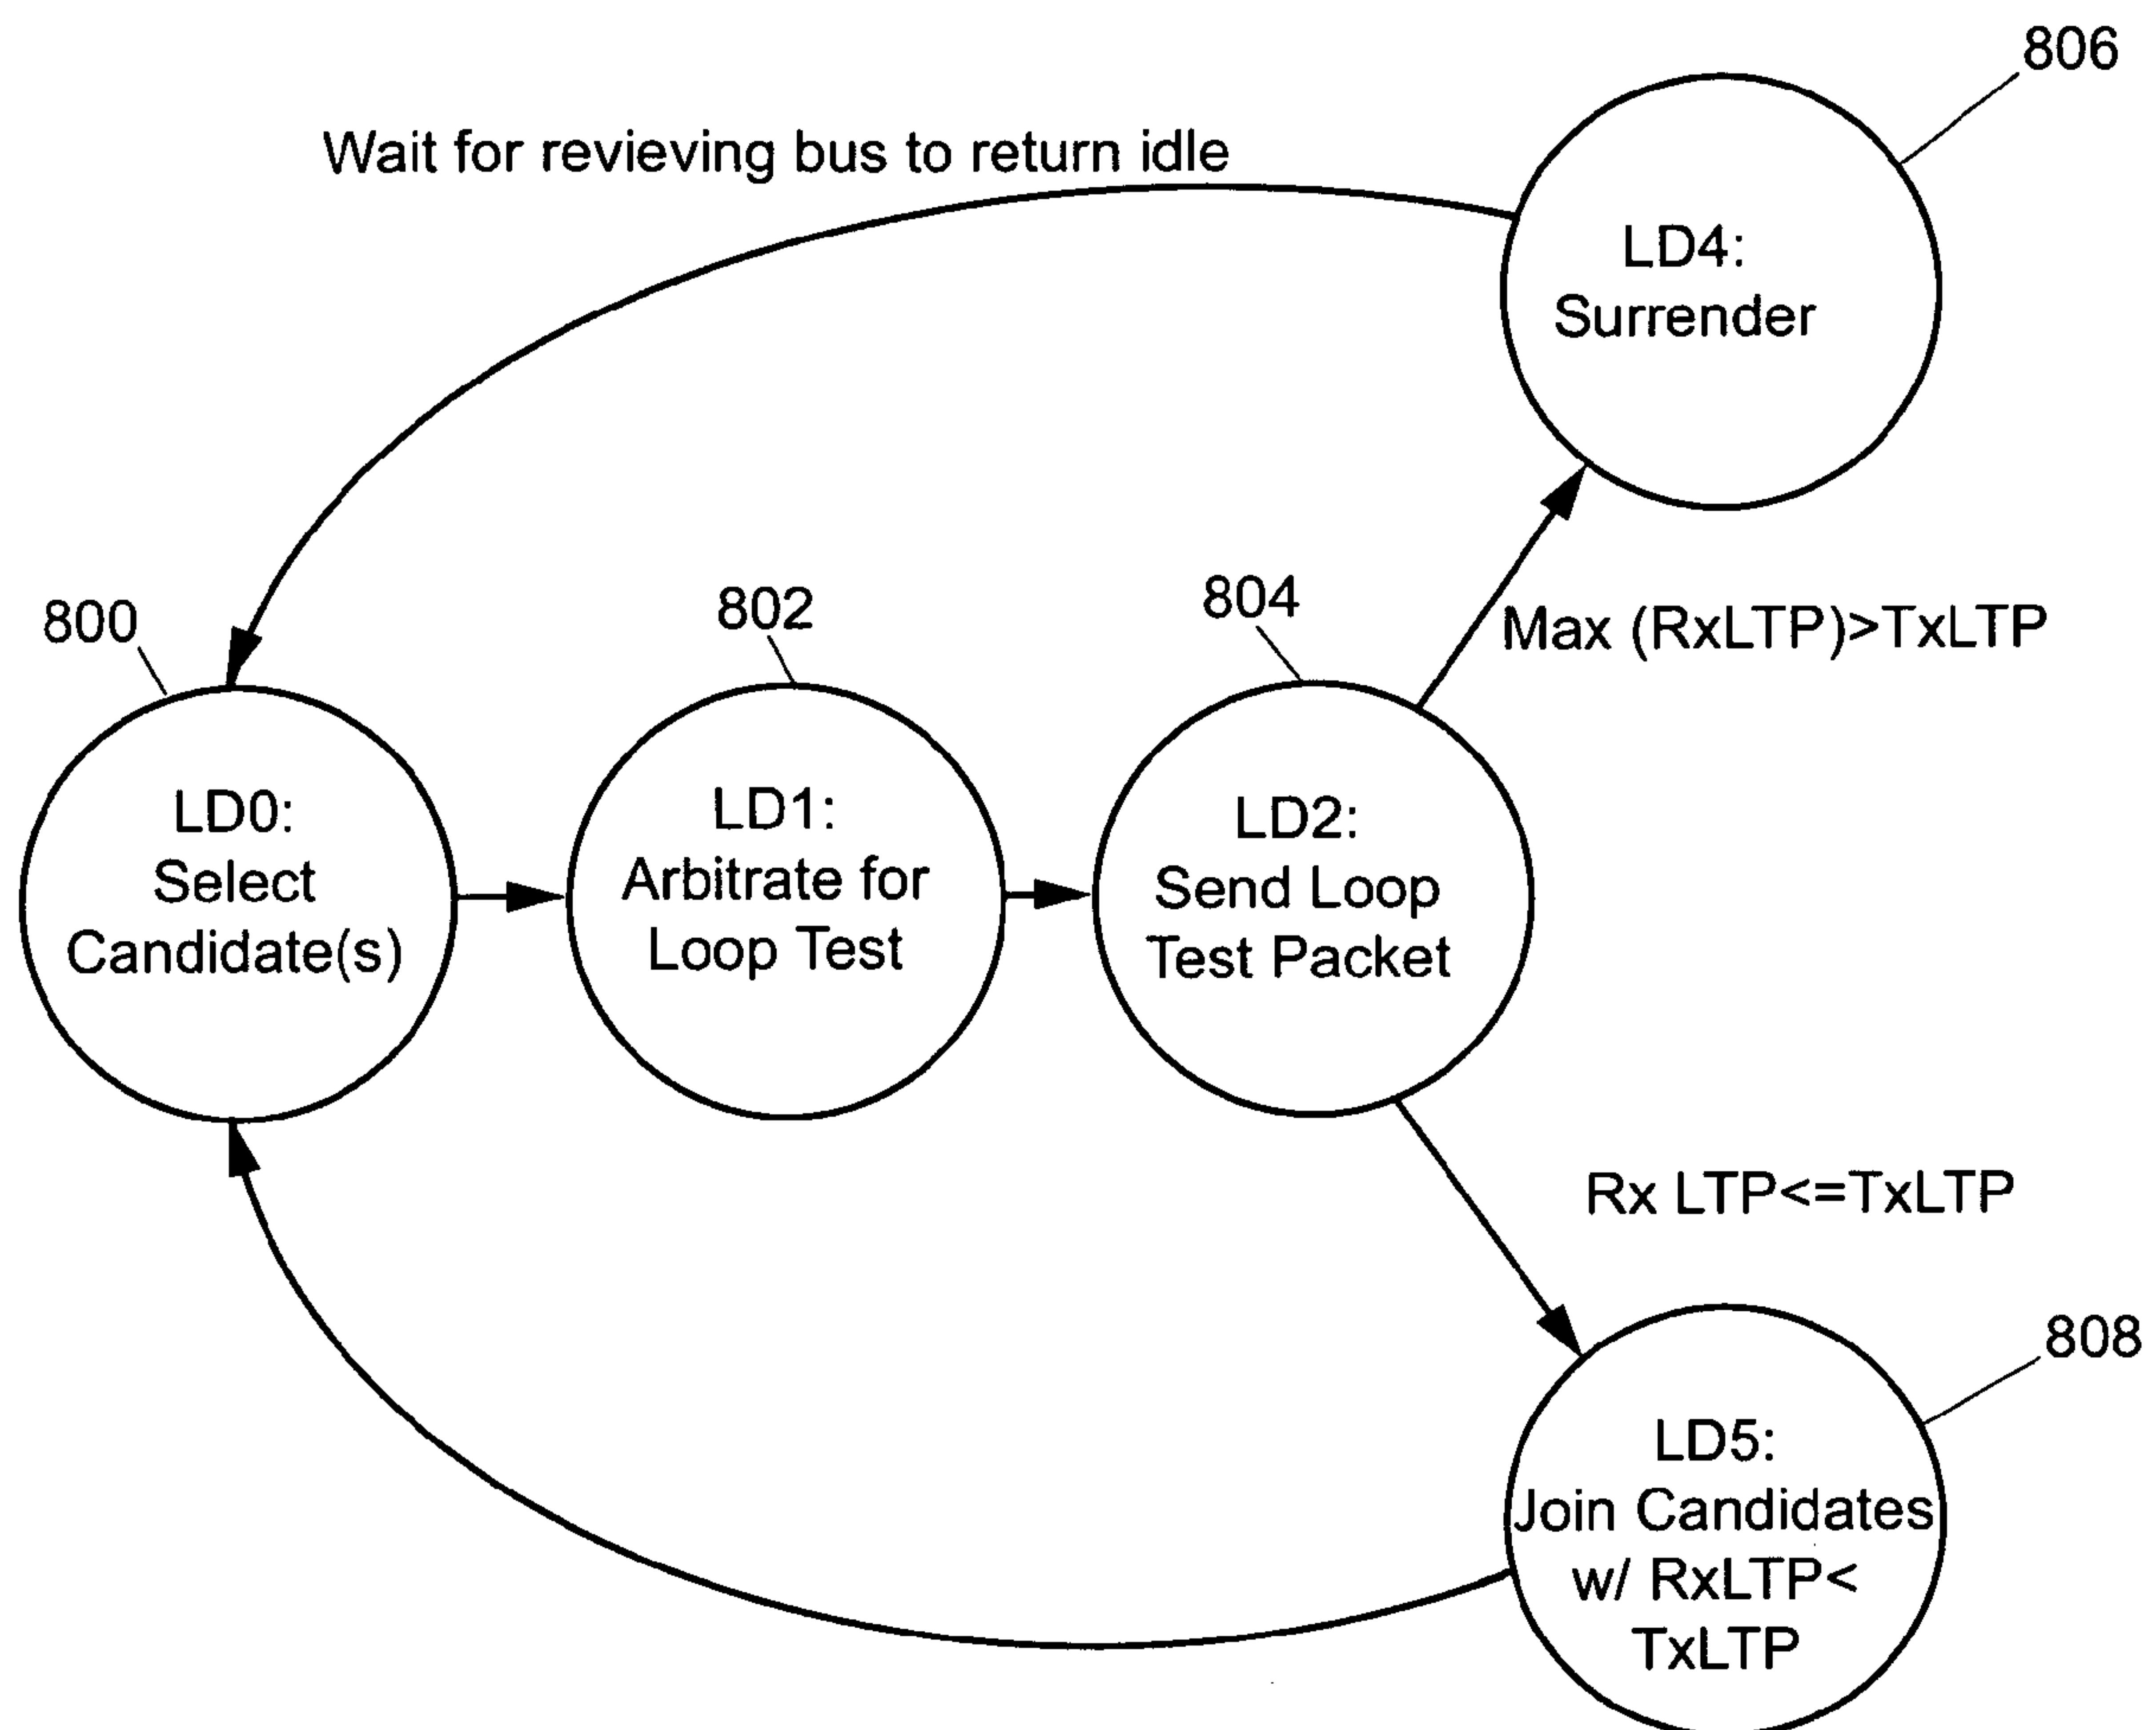 806
Wait for revieving bus to return idle
LD4:
Surrender
800
802
804
Max (RxLTP)>TxLTP
LD0:
Select
Candidate(s)
LD1:
Arbitrate for
Loop Test
LD2:
Send Loop
Test Packet
Rx LTP<=TxLTP
808
LD5:
Join Candidates
w/ RxLTP<
TxLTP